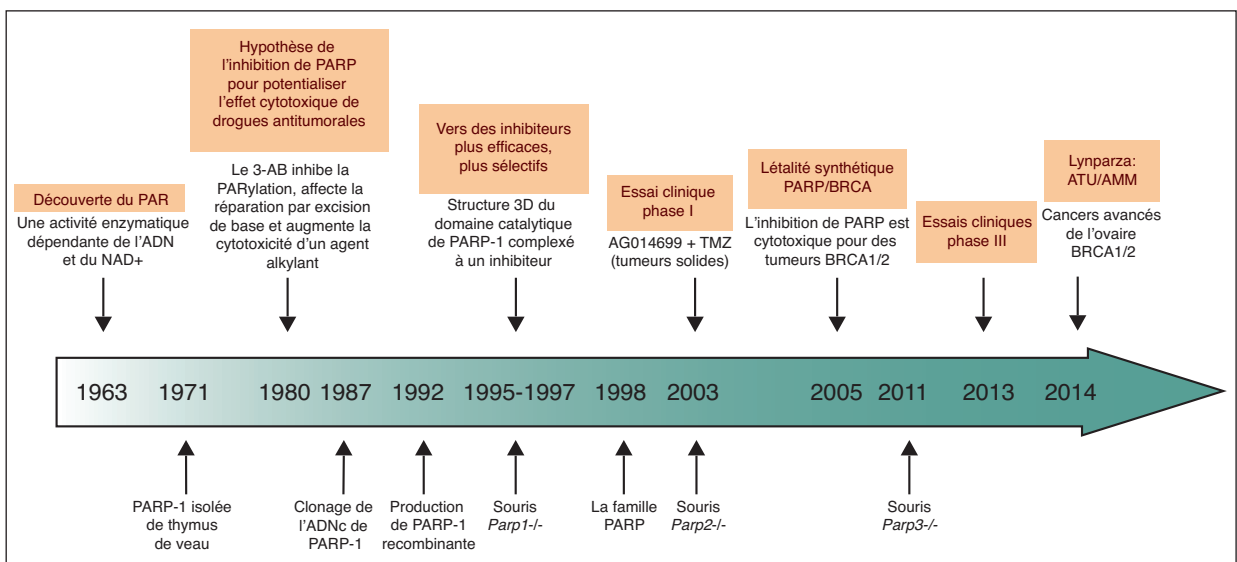 Hypothèse de
l'inhibition de PARP
pour potentialiser
l'effet cytotoxique de
drogues antitumorales
Vers des inhibiteurs
plus efficaces,
plus sélectifs
Lynparza:
ATU/AMM
Létalité synthétique
PARP/BRCA
Essai clinique
phase I
Essais cliniques
phase III
Découverte du PAR
Une activité enzymatique
dépendante de l'ADN
et du NAD+
Le 3-AB inhibe la
PARylation, affecte la
réparation par excision
de base et augmente la
cytotoxicité d'un agent
alkylant
Structure 3D du
domaine catalytique
de PARP-1 complexé
à un inhibiteur
AG014699 + TMZ
(tumeurs solides)
L'inhibition de PARP est
cytotoxique pour des
tumeurs BRCA1/2
Cancers avancés
de l'ovaire
BRCA1/2
1963 1971 1980 1987 1992 1995-1997 1998 2003 2005 2011 2013 2014
PARP-1 isolée
de thymus
de veau
Clonage de
l'ADNc de
PARP-1
Production
de PARP-1
recombinante
Souris
Parp1-/-
La famille
PARP
Souris
Parp2-/-
Souris
Parp3-/-